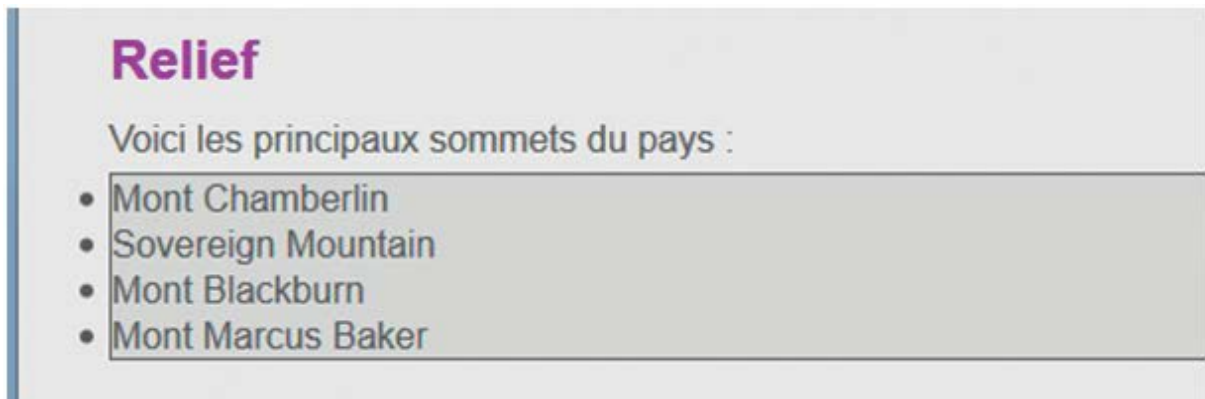 Relief
Voici les principaux sommets du pays :
• Mont Chamberlin
• Sovereign Mountain
• Mont Blackburn
• Mont Marcus Baker